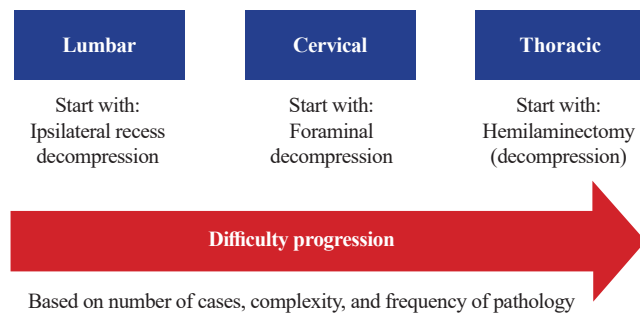 Lumbar
Cervical
Thoracic
Start with:
Ipsilateral recess
decompression
Start with:
Foraminal
decompression
Start with:
Hemilaminectomy
(decompression)
Difficulty progression
Based on number of cases, complexity, and frequency of pathology